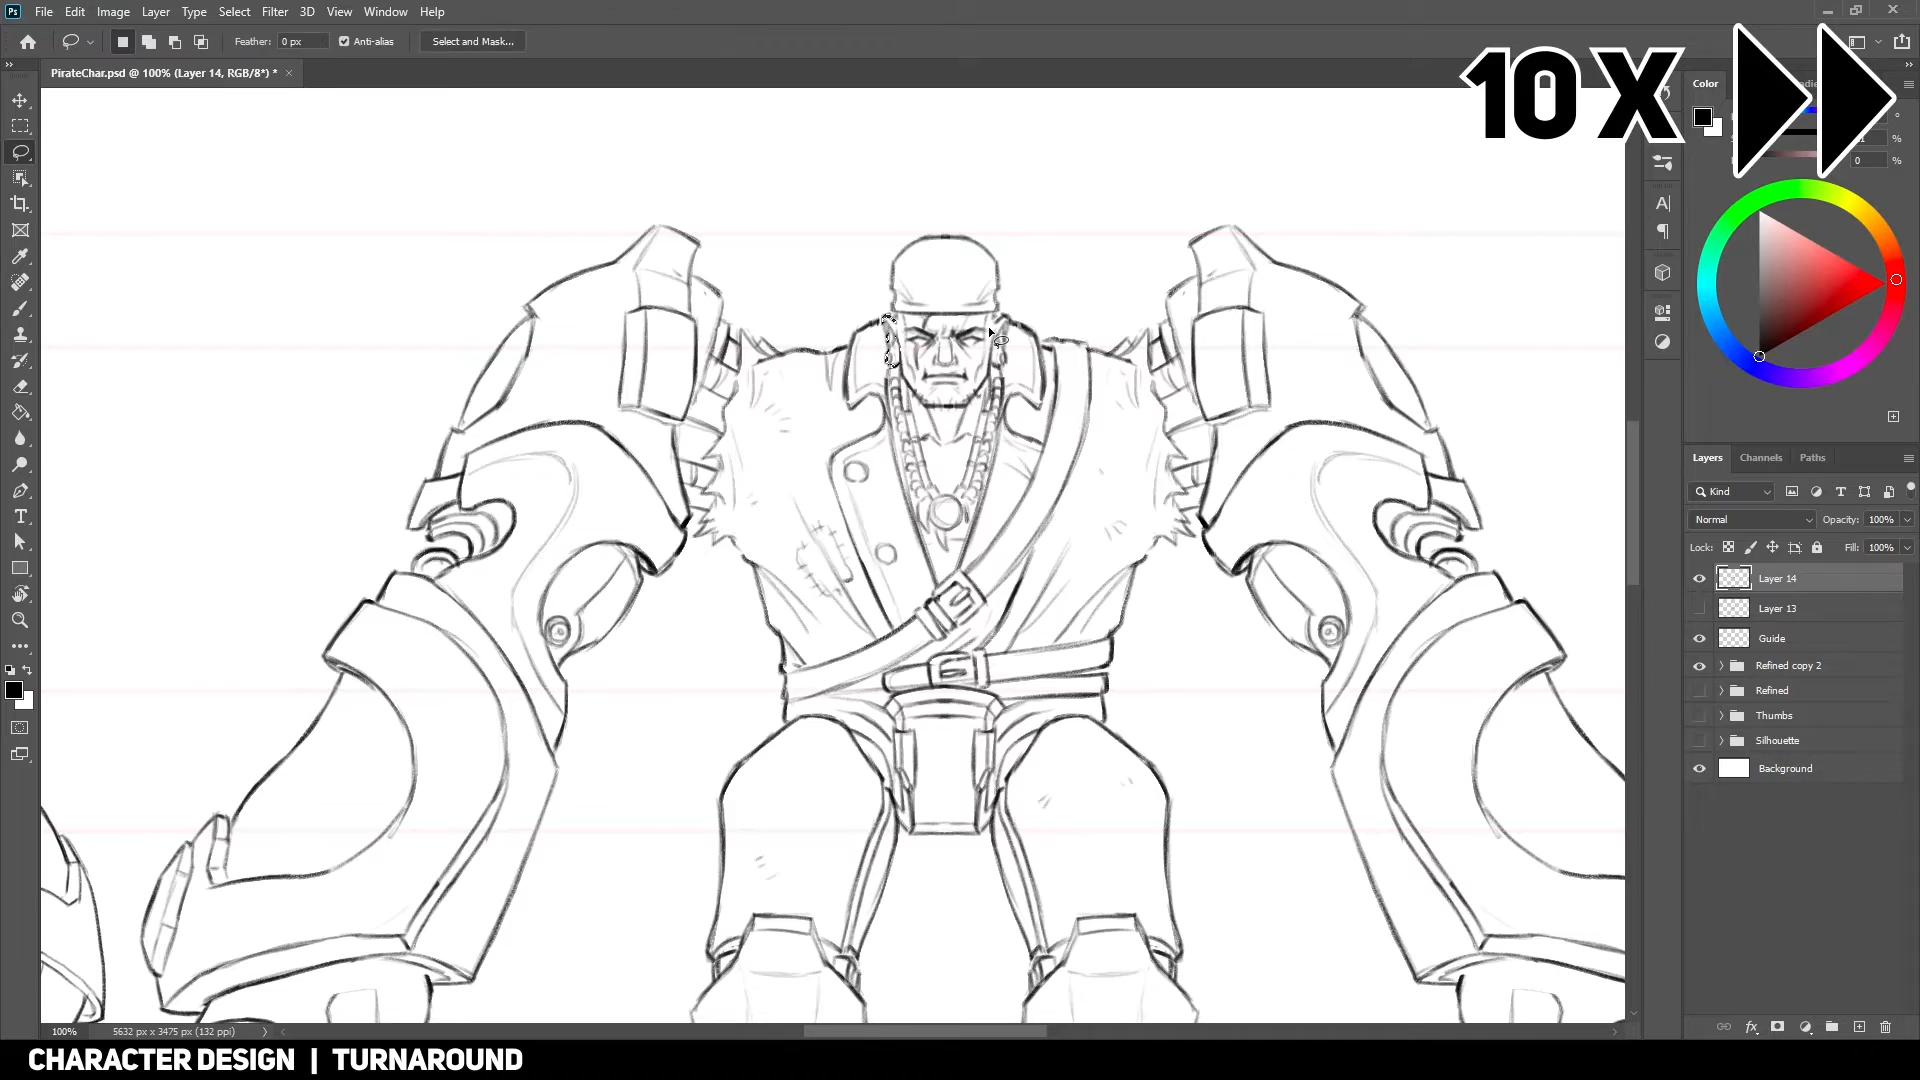 Ps File Edit Image Layer Type Select Filter 3D View Window Help
Feather: 0 px Anti-alias Select and Mask...
10X
PirateChar.psd @ 100% (Layer 14, RGB/8*) * ×
Color
%
0 %
Layers Channels Paths
Kind
Normal Opacity: 100%
Lock: Fill: 100%
Layer 14
Layer 13
Guide
Refined copy 2
Refined
Thumbs
Silhouette
Background
100% 5632 px x 3475 px (132 ppi)
CHARACTER DESIGN | TURNAROUND